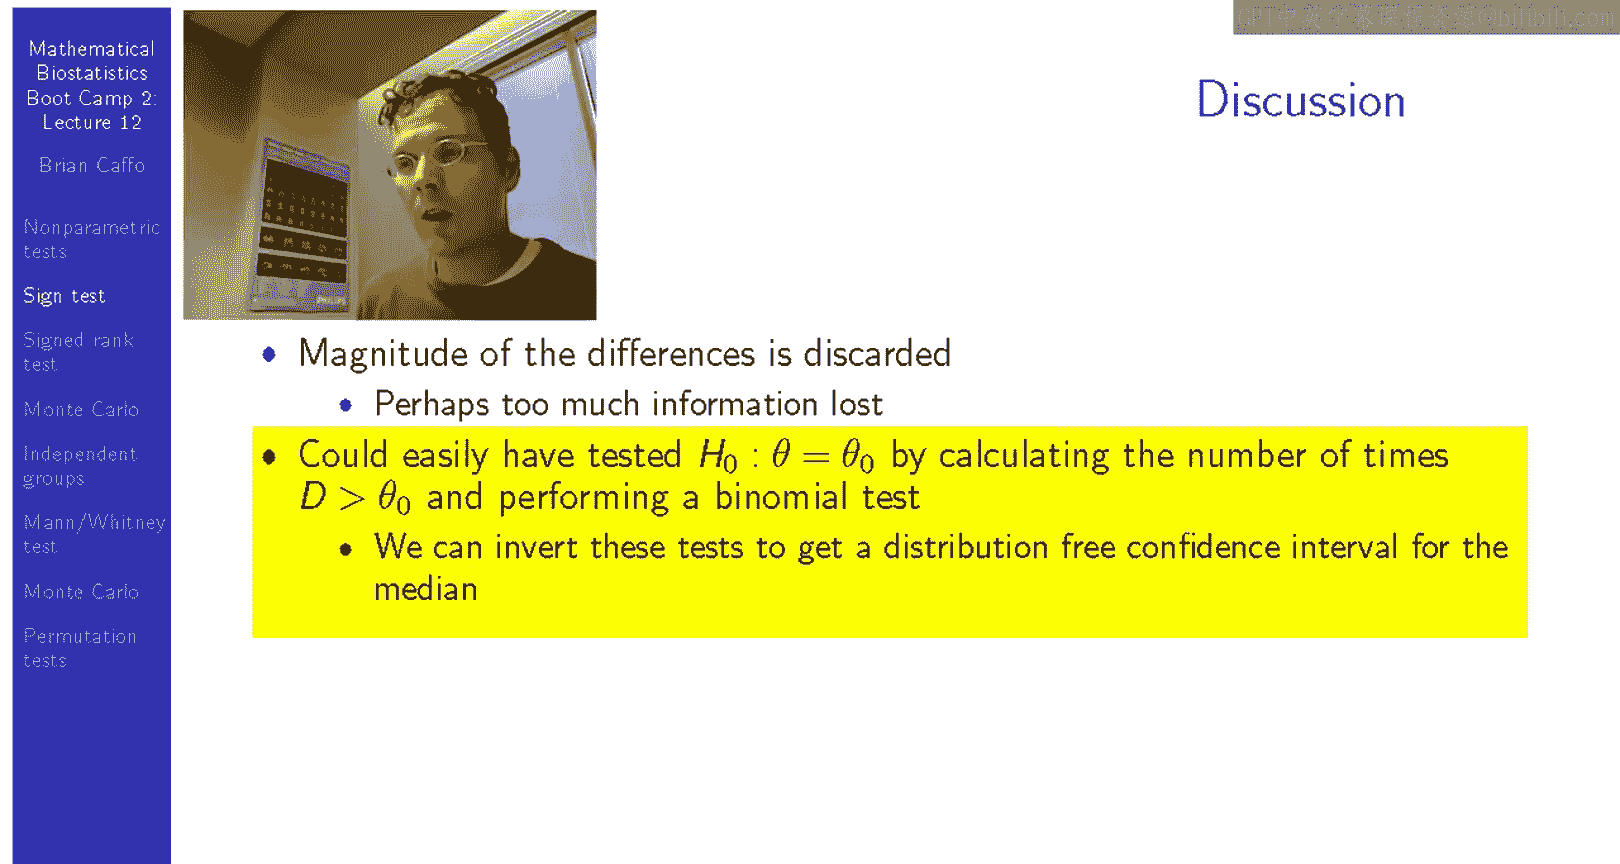 Mathematical
Biostatistics
Boot Camp 2:
Lecture 12
Brian Caffo
Nonparametric
tests
Sign test
Signed rank
test
Monte Carlo
Independent
groups
Mann/Whitney
test
Monte Carlo
Permutation
tests
Discussion
• Magnitude of the differences is discarded
• Perhaps too much information lost
• Could easily have tested H₀ : θ = θ₀ by calculating the number of times
D > θ₀ and performing a binomial test
• We can invert these tests to get a distribution free confidence interval for the
median